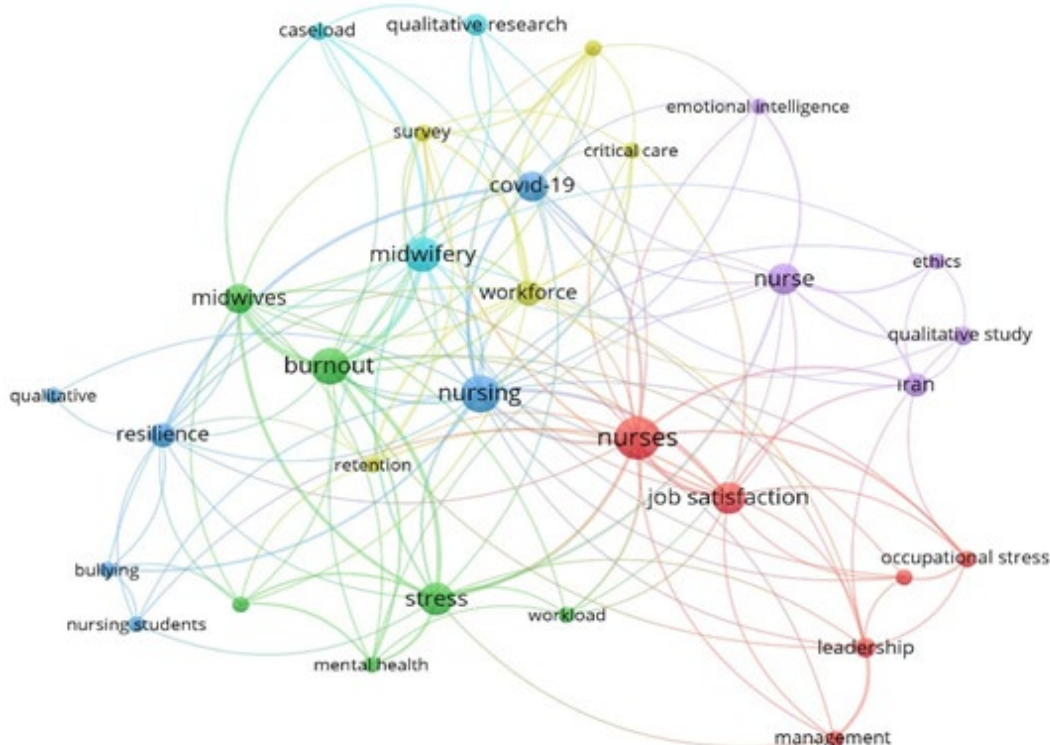 caseload
qualitative research
emotional intelligence
survey
critical care
covid-19
midwifery
ethics
nurse
workforce
midwives
qualitative study
burnout
iran
nursing
qualitative
resilience
nurses
retention
job satisfaction
occupational stress
bullying
stress
workload
nursing students
leadership
mental health
management